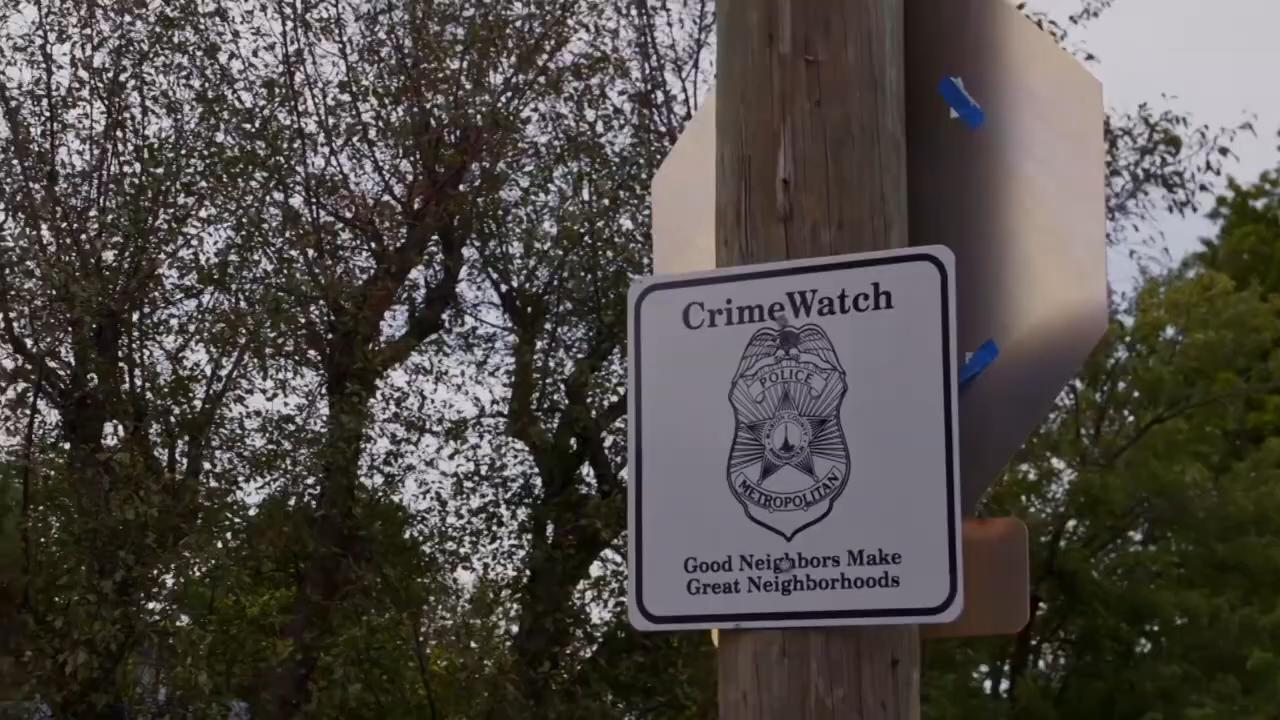 CrimeWatch
POLICE
METROPOLITAN
Good Neighbors Make
Great Neighborhoods